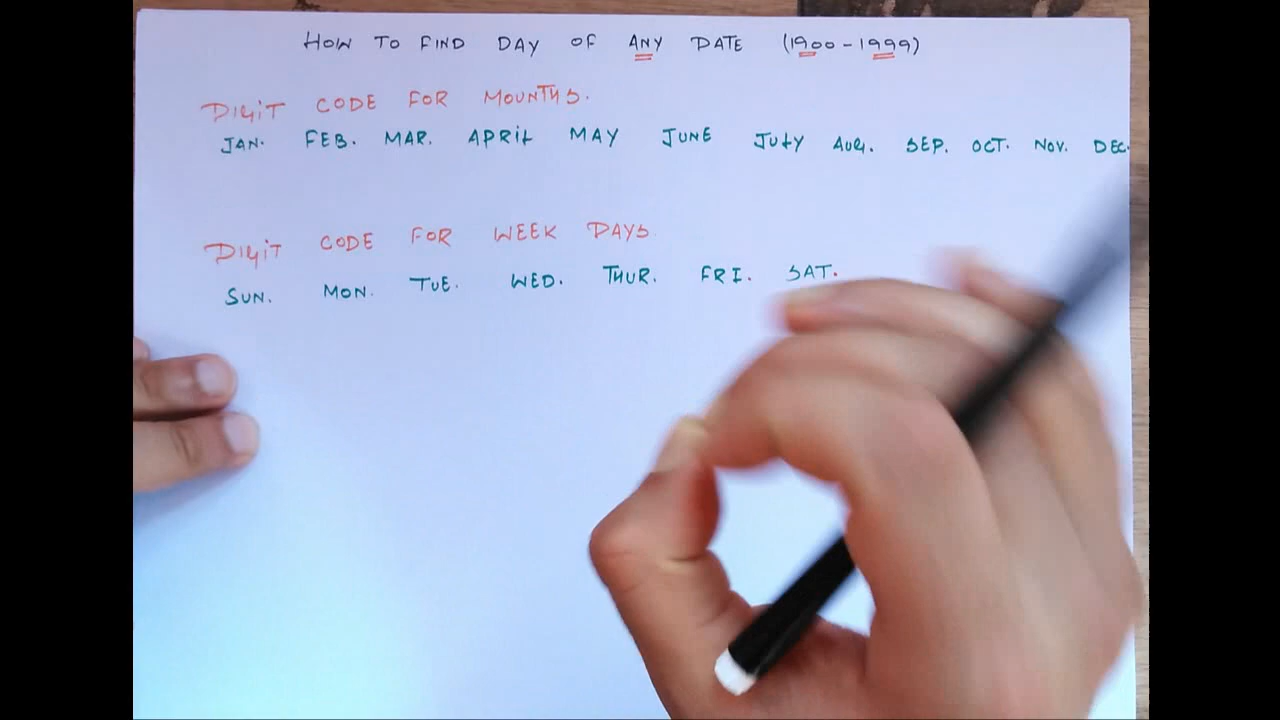 HOW TO FIND DAY OF ANY DATE (1900-1999)
DIGIT CODE FOR MOUNTHS.
JAN. FEB. MAR. APRIL MAY JUNE JULY AUG. SEP. OCT. NOV. DEC.
DIGIT CODE FOR WEEK DAYS.
SUN. MON. TUE. WED. THUR. FRI. SAT.